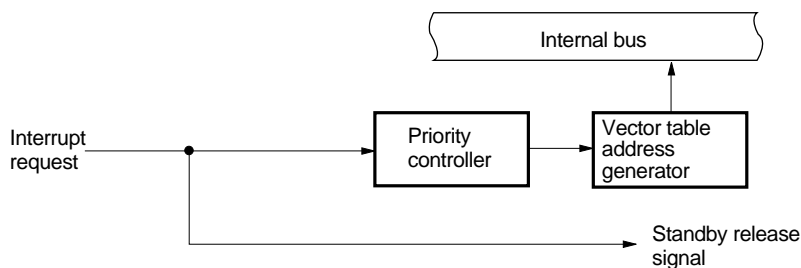 Internal bus
Interrupt
request
Priority
controller
Vector table
address
generator
Standby release
signal